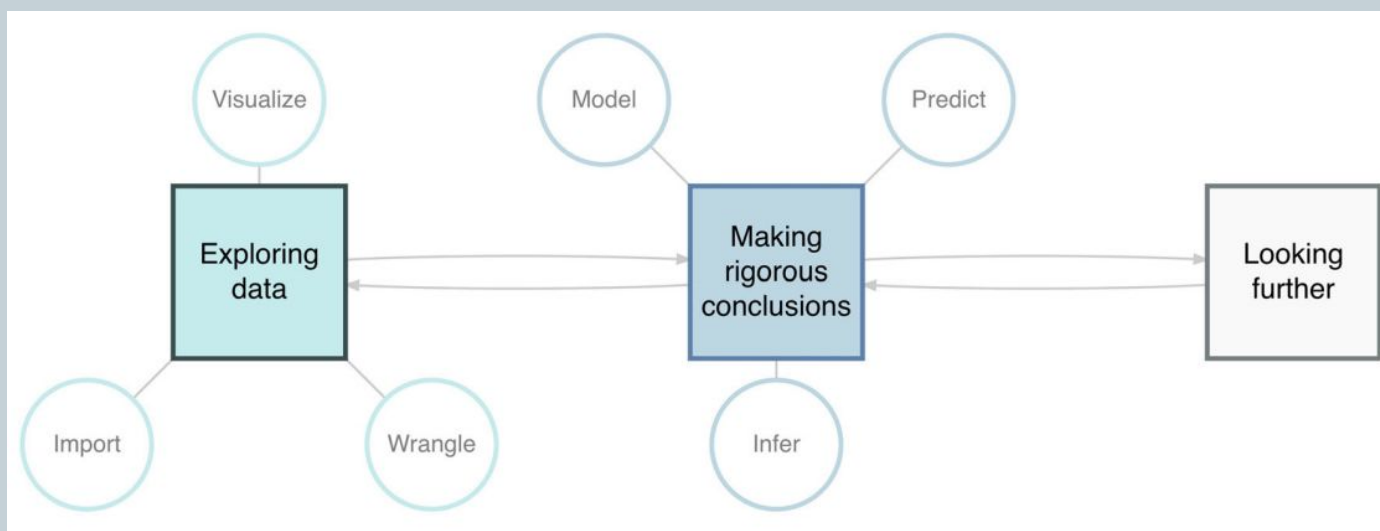 Visualize
Model
Predict
Exploring
data
Making
rigorous
conclusions
Looking
further
Import
Wrangle
Infer